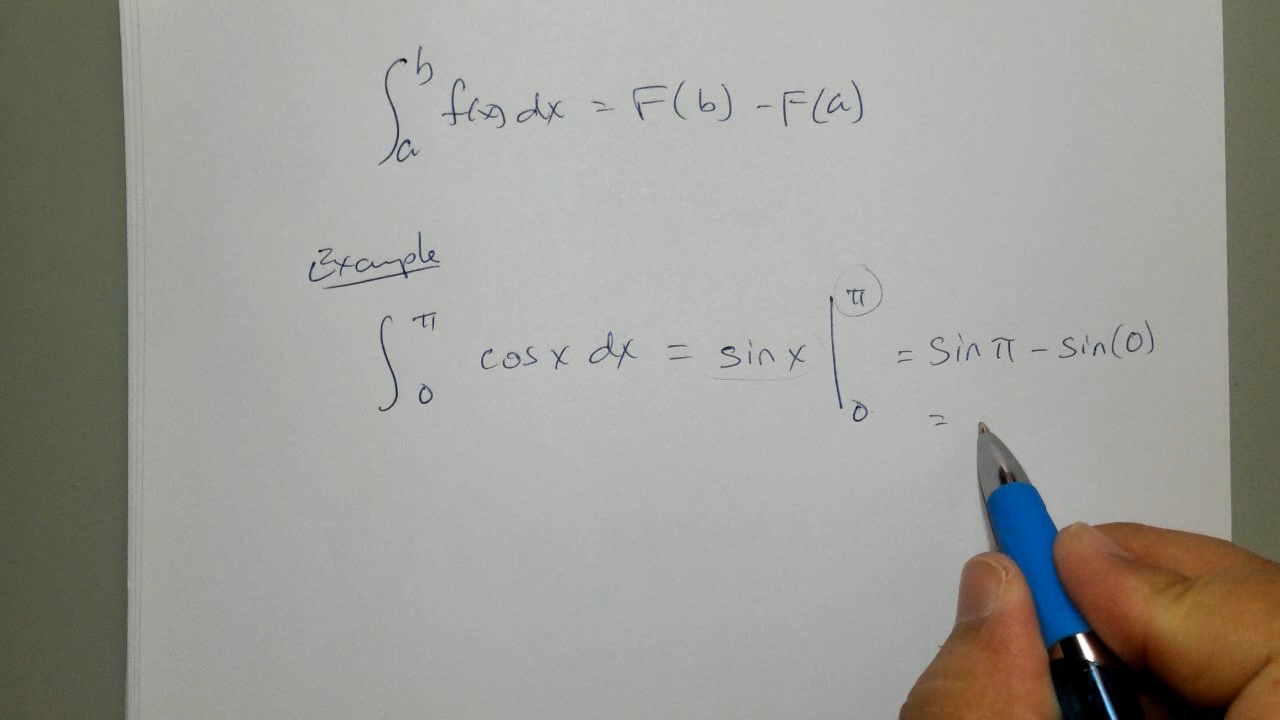 ∫_a^b f(x) dx = F(b) - F(a)
Example
∫_0^π cos x dx = sin x |_0^π = sin π - sin(0)
=